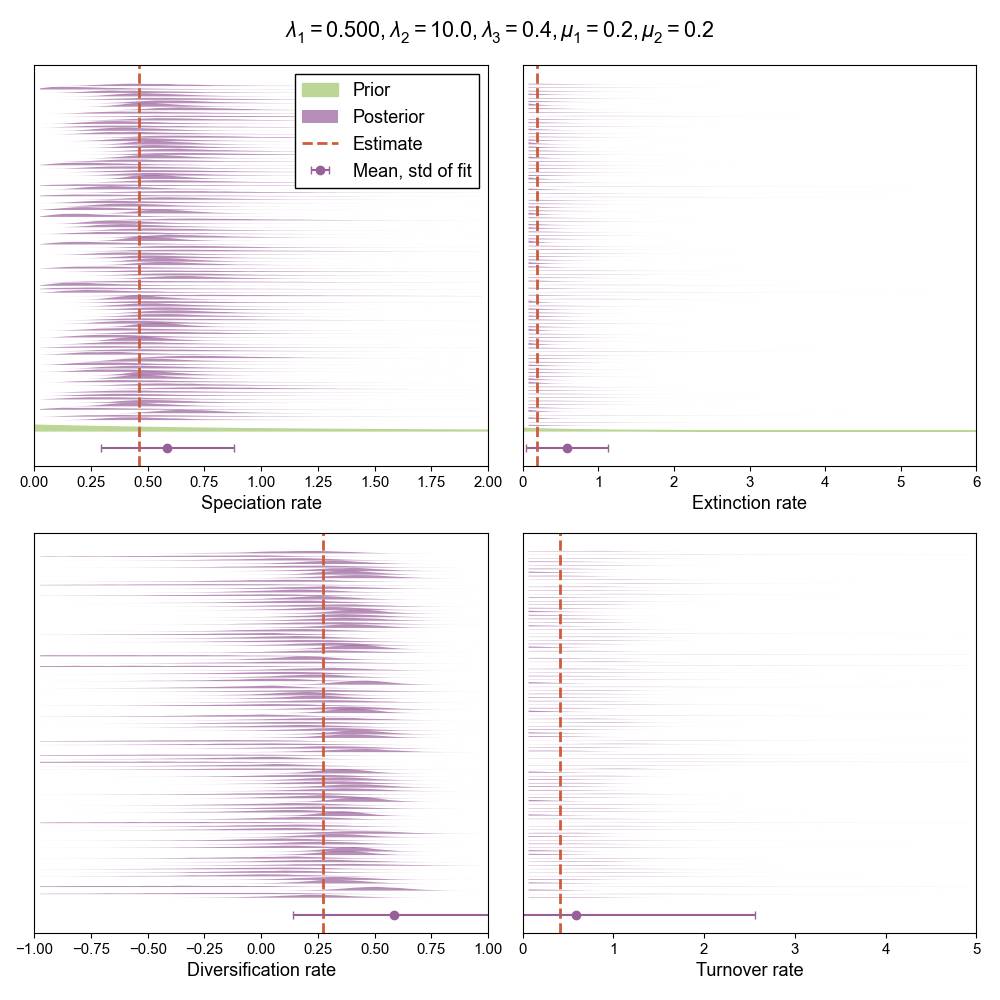 λ₁ = 0.500, λ₂ = 10.0, λ₃ = 0.4, μ₁ = 0.2, μ₂ = 0.2
Prior
Posterior
Estimate
Mean, std of fit
0.00 0.25 0.50 0.75 1.00 1.25 1.50 1.75 2.00
Speciation rate
0 1 2 3 4 5 6
Extinction rate
−1.00 −0.75 −0.50 −0.25 0.00 0.25 0.50 0.75 1.00
Diversification rate
0 1 2 3 4 5
Turnover rate